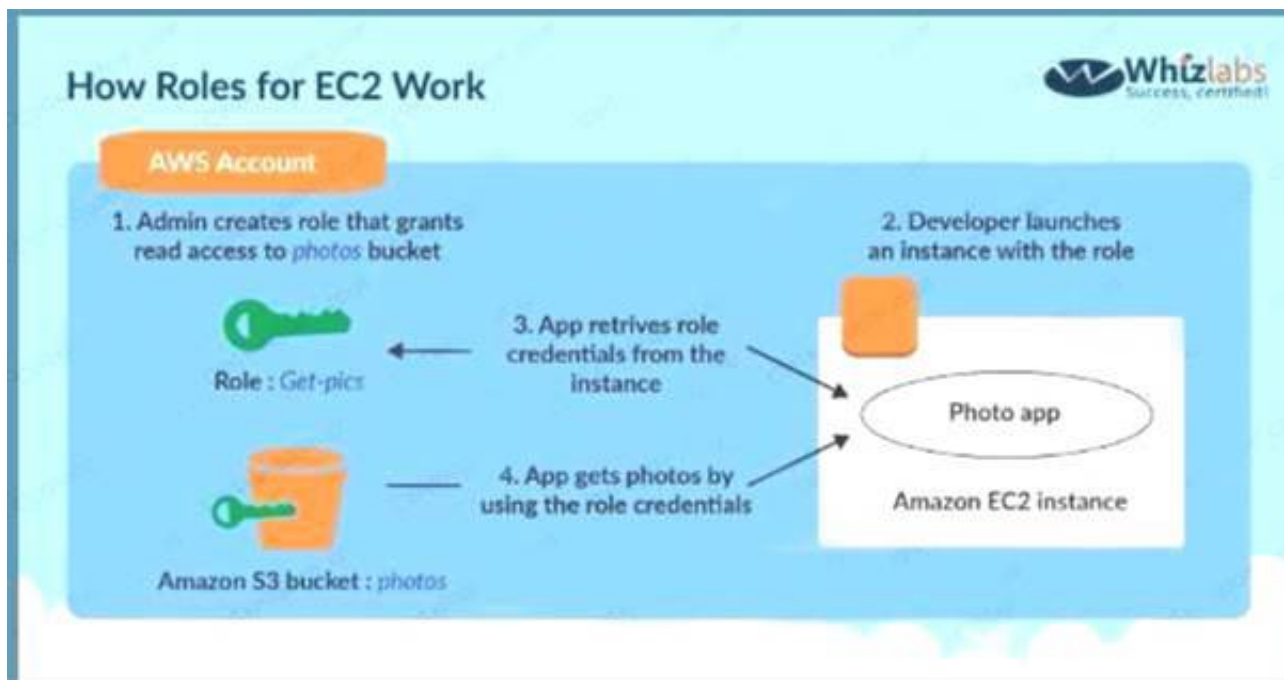 How Roles for EC2 Work
Whizlabs
Success, certified!
AWS Account
1. Admin creates role that grants
read access to photos bucket
2. Developer launches
an instance with the role
3. App retrives role
credentials from the
instance
Role : Get-pics
Photo app
4. App gets photos by
using the role credentials
Amazon EC2 instance
Amazon S3 bucket : photos